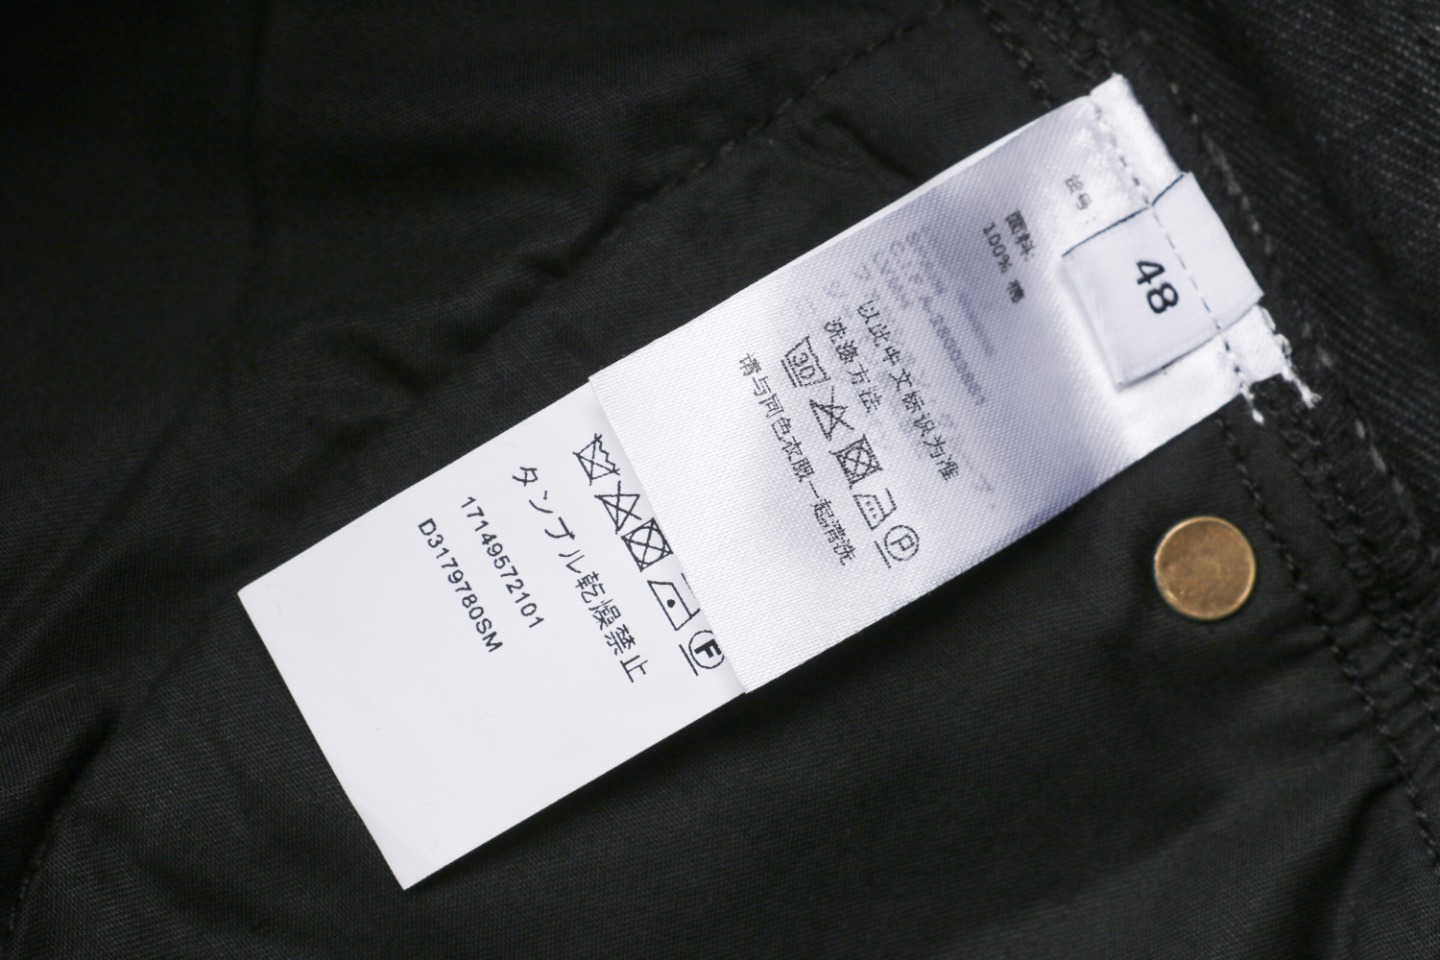 48
货号:
面料:
100% 棉
以此中文标识为准
洗涤方法
30
P
请与同色衣服一起清洗
F
タンブル乾燥禁止
17149572101
D3179780SM